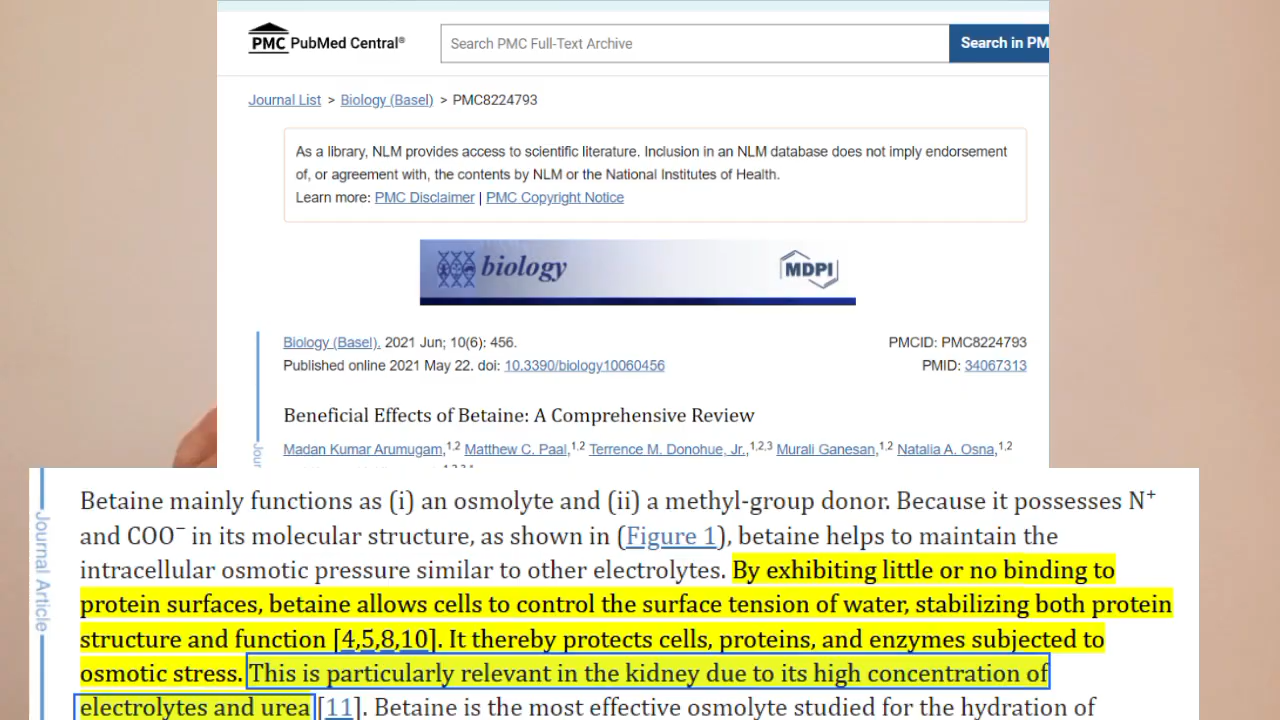 PMC PubMed Central®
Search PMC Full-Text Archive
Search in PM
Journal List > Biology (Basel) > PMC8224793
As a library, NLM provides access to scientific literature. Inclusion in an NLM database does not imply endorsement
of, or agreement with, the contents by NLM or the National Institutes of Health.
Learn more: PMC Disclaimer | PMC Copyright Notice
biology
MDPI
Biology (Basel). 2021 Jun; 10(6): 456.
PMCID: PMC8224793
Published online 2021 May 22. doi: 10.3390/biology10060456
PMID: 34067313
Beneficial Effects of Betaine: A Comprehensive Review
Madan Kumar Arumugam,1,2 Matthew C. Paal,1,2 Terrence M. Donohue, Jr.,1,2,3 Murali Ganesan,1,2 Natalia A. Osna,1,2
Jour
Journal Article
Betaine mainly functions as (i) an osmolyte and (ii) a methyl-group donor. Because it possesses N⁺
and COO⁻ in its molecular structure, as shown in (Figure 1), betaine helps to maintain the
intracellular osmotic pressure similar to other electrolytes. By exhibiting little or no binding to
protein surfaces, betaine allows cells to control the surface tension of water, stabilizing both protein
structure and function [4,5,8,10]. It thereby protects cells, proteins, and enzymes subjected to
osmotic stress. This is particularly relevant in the kidney due to its high concentration of
electrolytes and urea [11]. Betaine is the most effective osmolyte studied for the hydration of